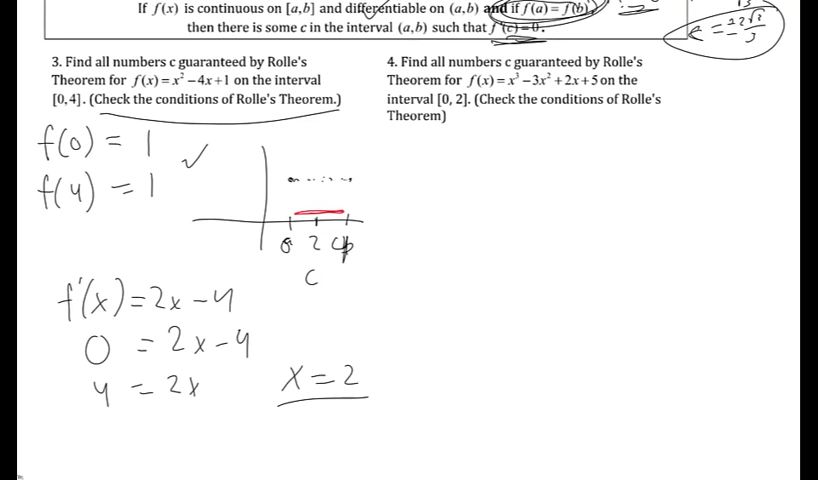 If f(x) is continuous on [a,b] and differentiable on (a,b) and if f(a) = f(b),
then there is some c in the interval (a,b) such that f'(c)=0.
3. Find all numbers c guaranteed by Rolle's
Theorem for f(x)=x²−4x+1 on the interval
[0,4]. (Check the conditions of Rolle's Theorem.)
f(0) = 1 ✓
f(4) = 1
2
c
f'(x)=2x−4
0 = 2x−4
4 = 2x
x=2
4. Find all numbers c guaranteed by Rolle's
Theorem for f(x)=x³−3x²+2x+5 on the
interval [0, 2]. (Check the conditions of Rolle's
Theorem)